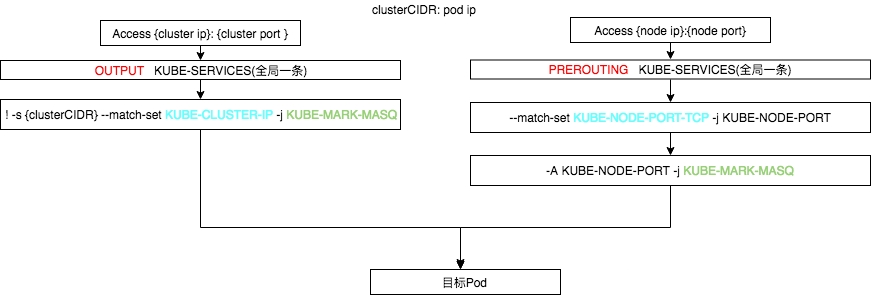 clusterCIDR: pod ip
Access {cluster ip}: {cluster port }
OUTPUT KUBE-SERVICES(全局一条)
! -s {clusterCIDR} --match-set KUBE-CLUSTER-IP -j KUBE-MARK-MASQ
Access {node ip}:{node port}
PREROUTING KUBE-SERVICES(全局一条)
--match-set KUBE-NODE-PORT-TCP -j KUBE-NODE-PORT
-A KUBE-NODE-PORT -j KUBE-MARK-MASQ
目标Pod